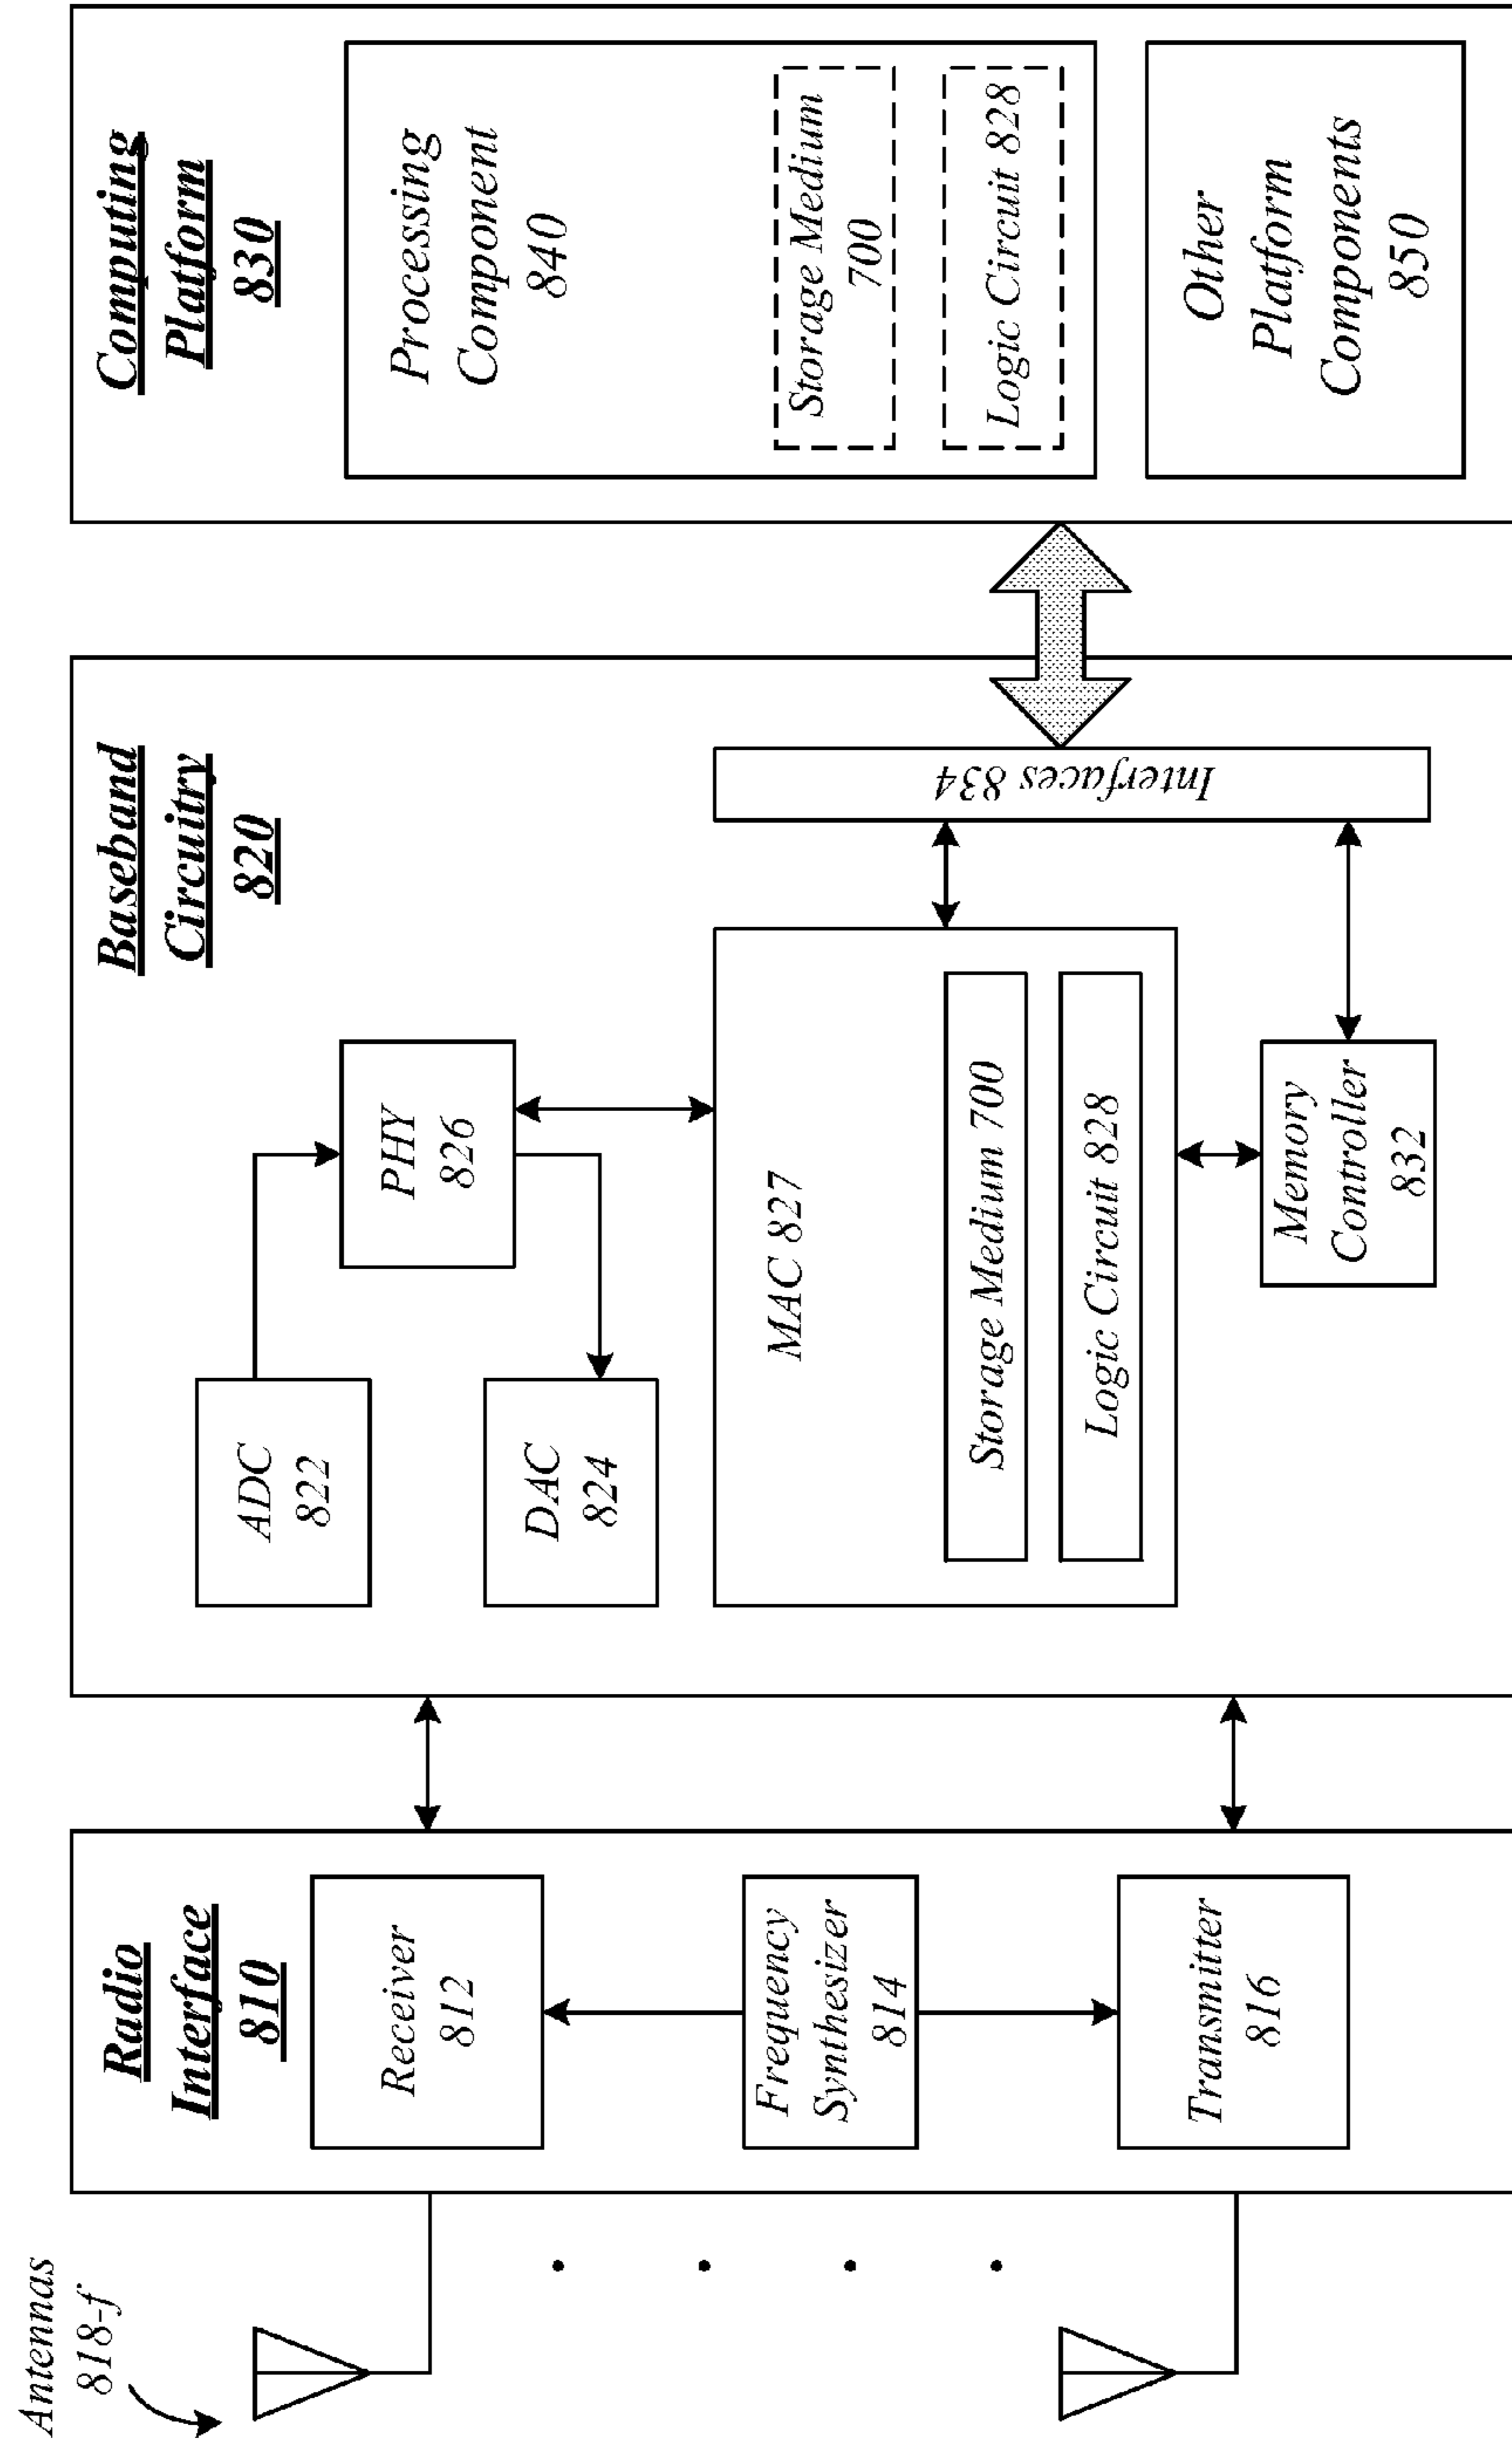 Antennas
818-f
Radio
Interface
810
Receiver
812
Frequency
Synthesizer
814
Transmitter
816
Baseband
Circuitry
820
ADC
822
PHY
826
DAC
824
MAC 827
Storage Medium 700
Logic Circuit 828
Memory
Controller
832
Interfaces 834
Computing
Platform
830
Processing
Component
840
Storage Medium
700
Logic Circuit 828
Other
Platform
Components
850